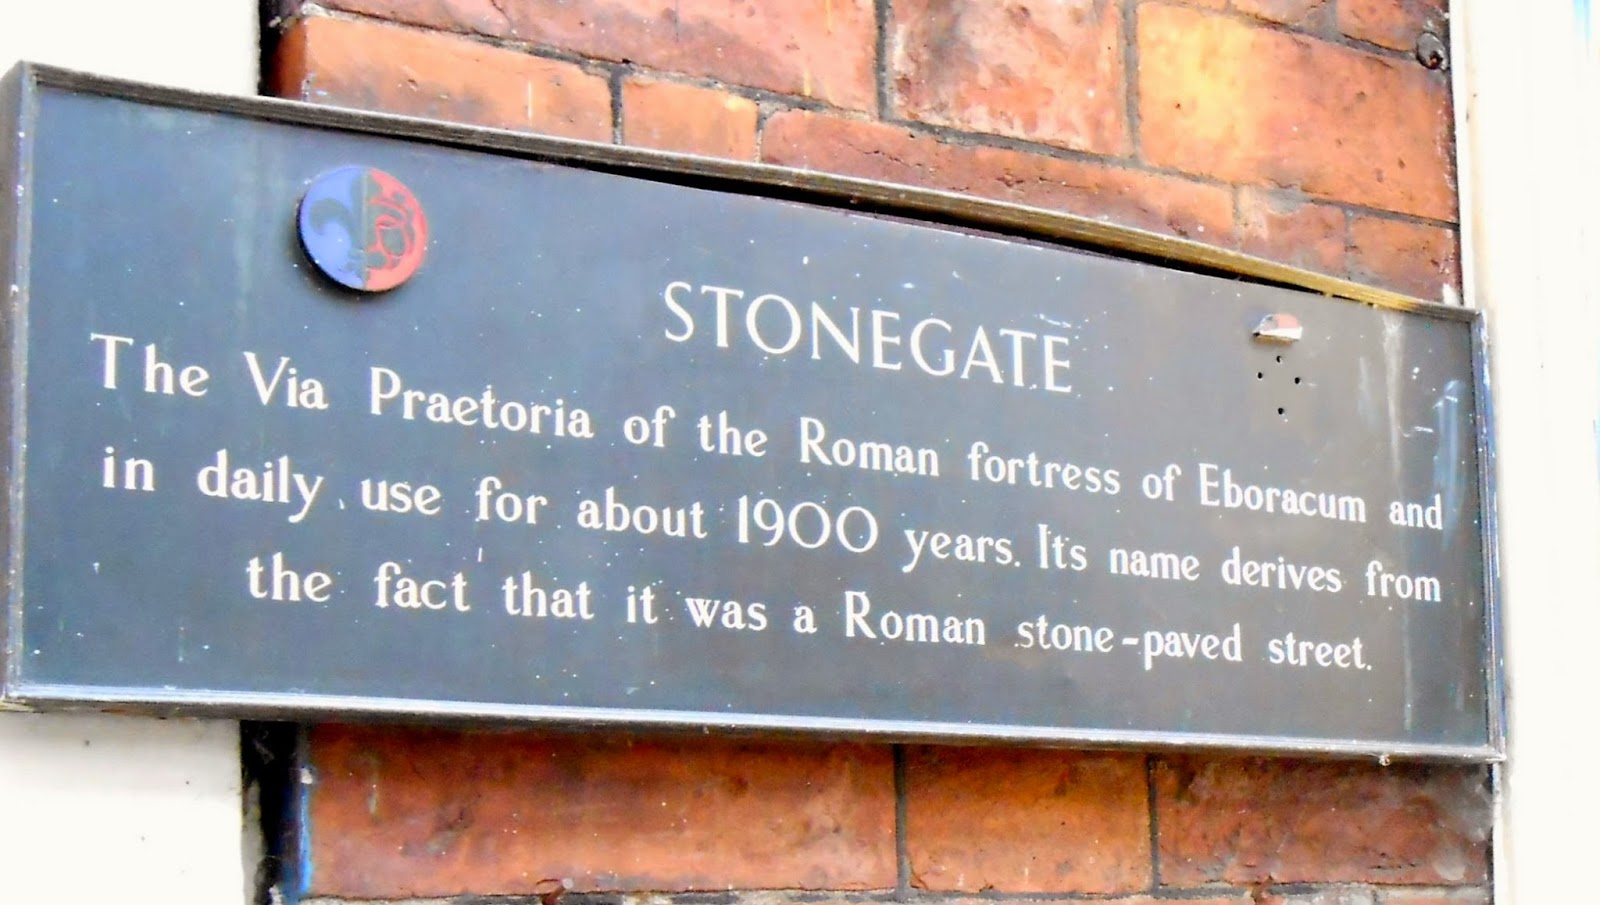 STONEGATE
The Via Praetoria of the Roman fortress of Eboracum and
in daily use for about 1900 years. It's name derives from
the fact that it was a Roman stone-paved street.